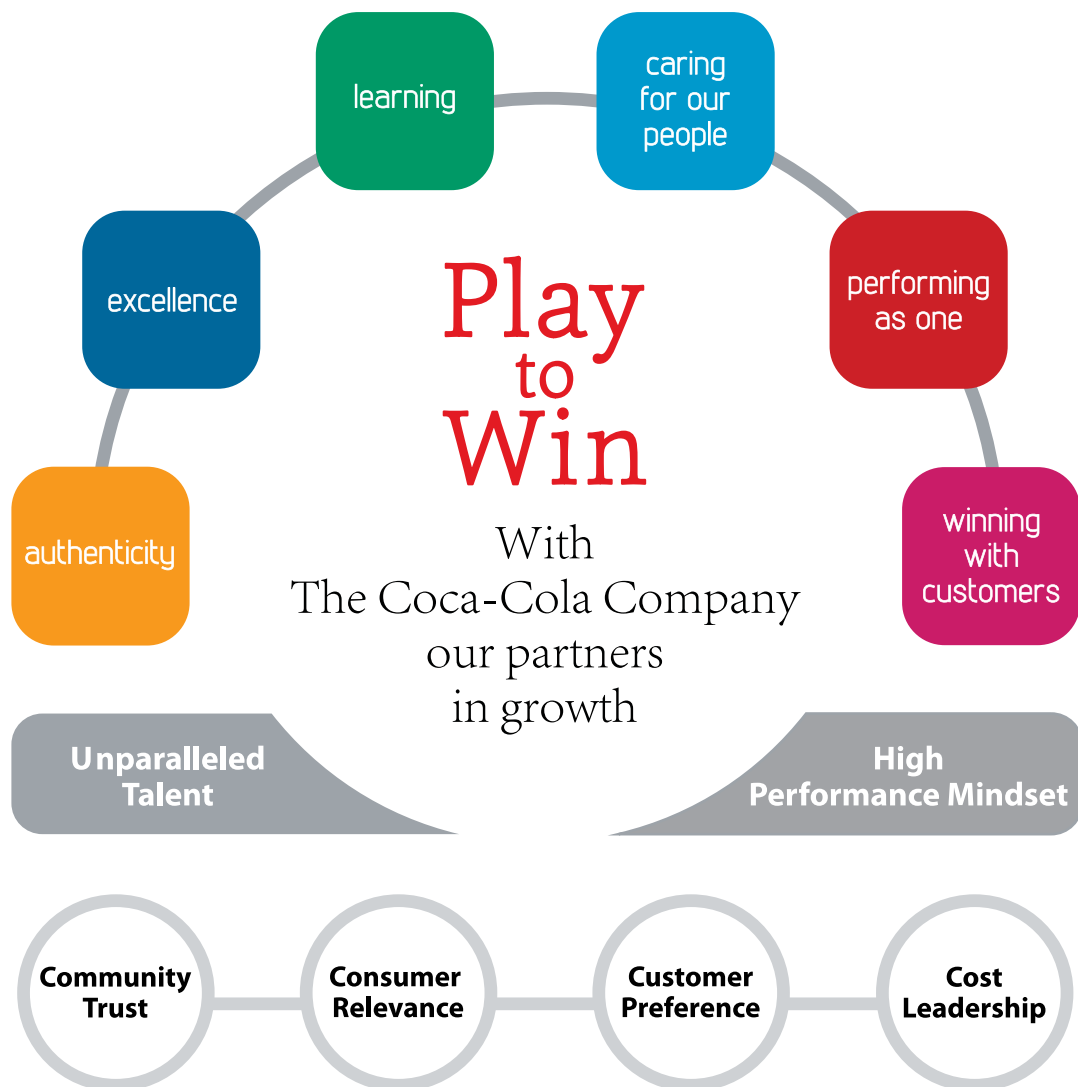 learning
caring
for our
people
excellence
performing
as one
authenticity
winning
with
customers
Play
to
Win
With
The Coca-Cola Company
our partners
in growth
Unparalleled
Talent
High
Performance Mindset
Community
Trust
Consumer
Relevance
Customer
Preference
Cost
Leadership